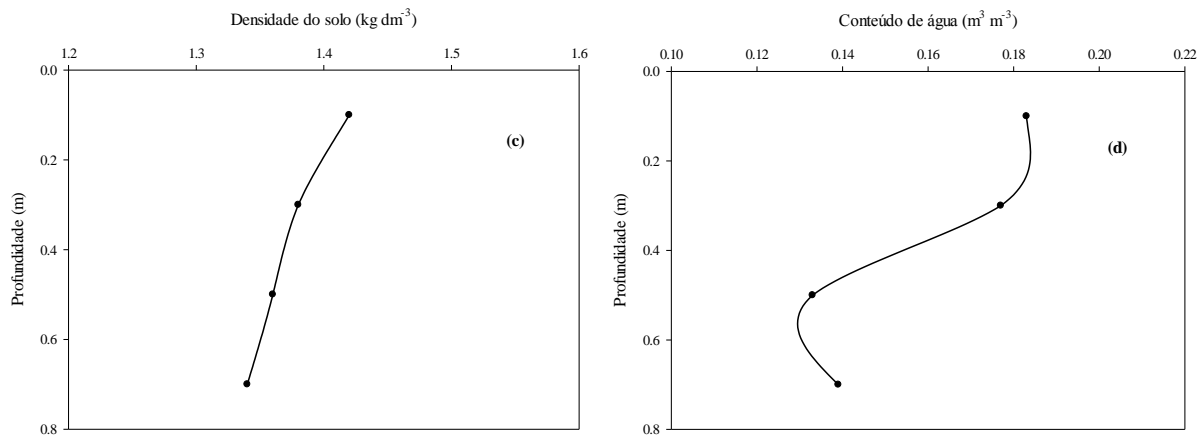 Densidade do solo (kg dm-3)
1.2 1.3 1.4 1.5 1.6
0.0
0.2
0.4
0.6
0.8
Profundidade (m)
(c)
Conteúdo de água (m3 m-3)
0.10 0.12 0.14 0.16 0.18 0.20 0.22
0.0
0.2
0.4
0.6
0.8
Profundidade (m)
(d)